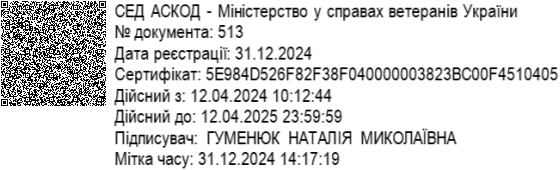 СЕД АСКОД - Міністерство у справах ветеранів України
№ документа: 513
Дата реєстрації: 31.12.2024
Сертифікат: 5E984D526F82F38F040000003823BC00F4510405
Дійсний з: 12.04.2024 10:12:44
Дійсний до: 12.04.2025 23:59:59
Підписувач: ГУМЕНЮК НАТАЛІЯ МИКОЛАЇВНА
Мітка часу: 31.12.2024 14:17:19